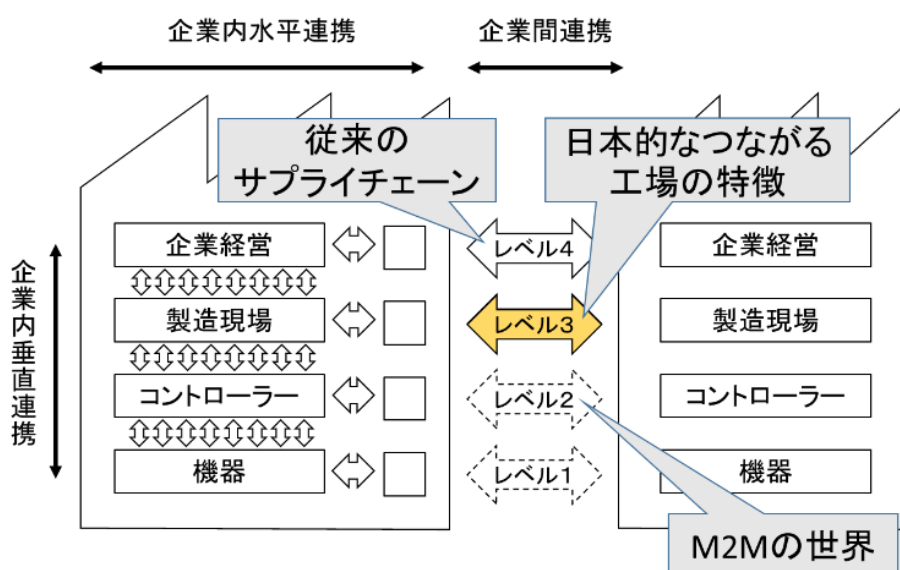 企業内水平連携
企業間連携
従来の
サプライチェーン
日本的なつながる
工場の特徴
企業内垂直連携
企業経営
レベル4
企業経営
製造現場
レベル3
製造現場
コントローラー
レベル2
コントローラー
機器
レベル1
機器
M2Mの世界